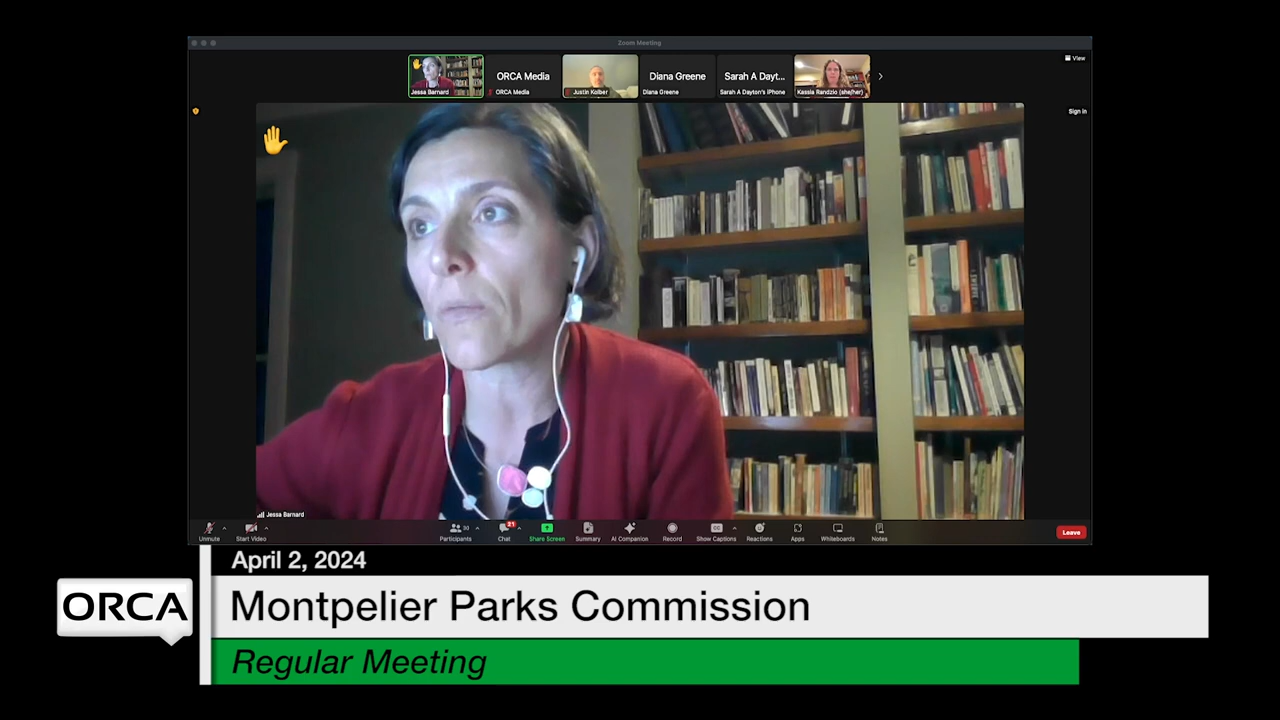 Zoom Meeting
View
ORCA Media
Diana Greene
Sarah A Dayt...
Jessa Barnard
ORCA Media
Justin Kolber
Diana Greene
Sarah A Dayton's iPhone
Kassia Randzio (she/her)
Sign in
Jessa Barnard
21
Unmute
Start Video
Participants
Chat
Share Screen
Summary
AI Companion
Record
Show Captions
Reactions
Apps
Whiteboards
Notes
Leave
April 2, 2024
ORCA
Montpelier Parks Commission
Regular Meeting